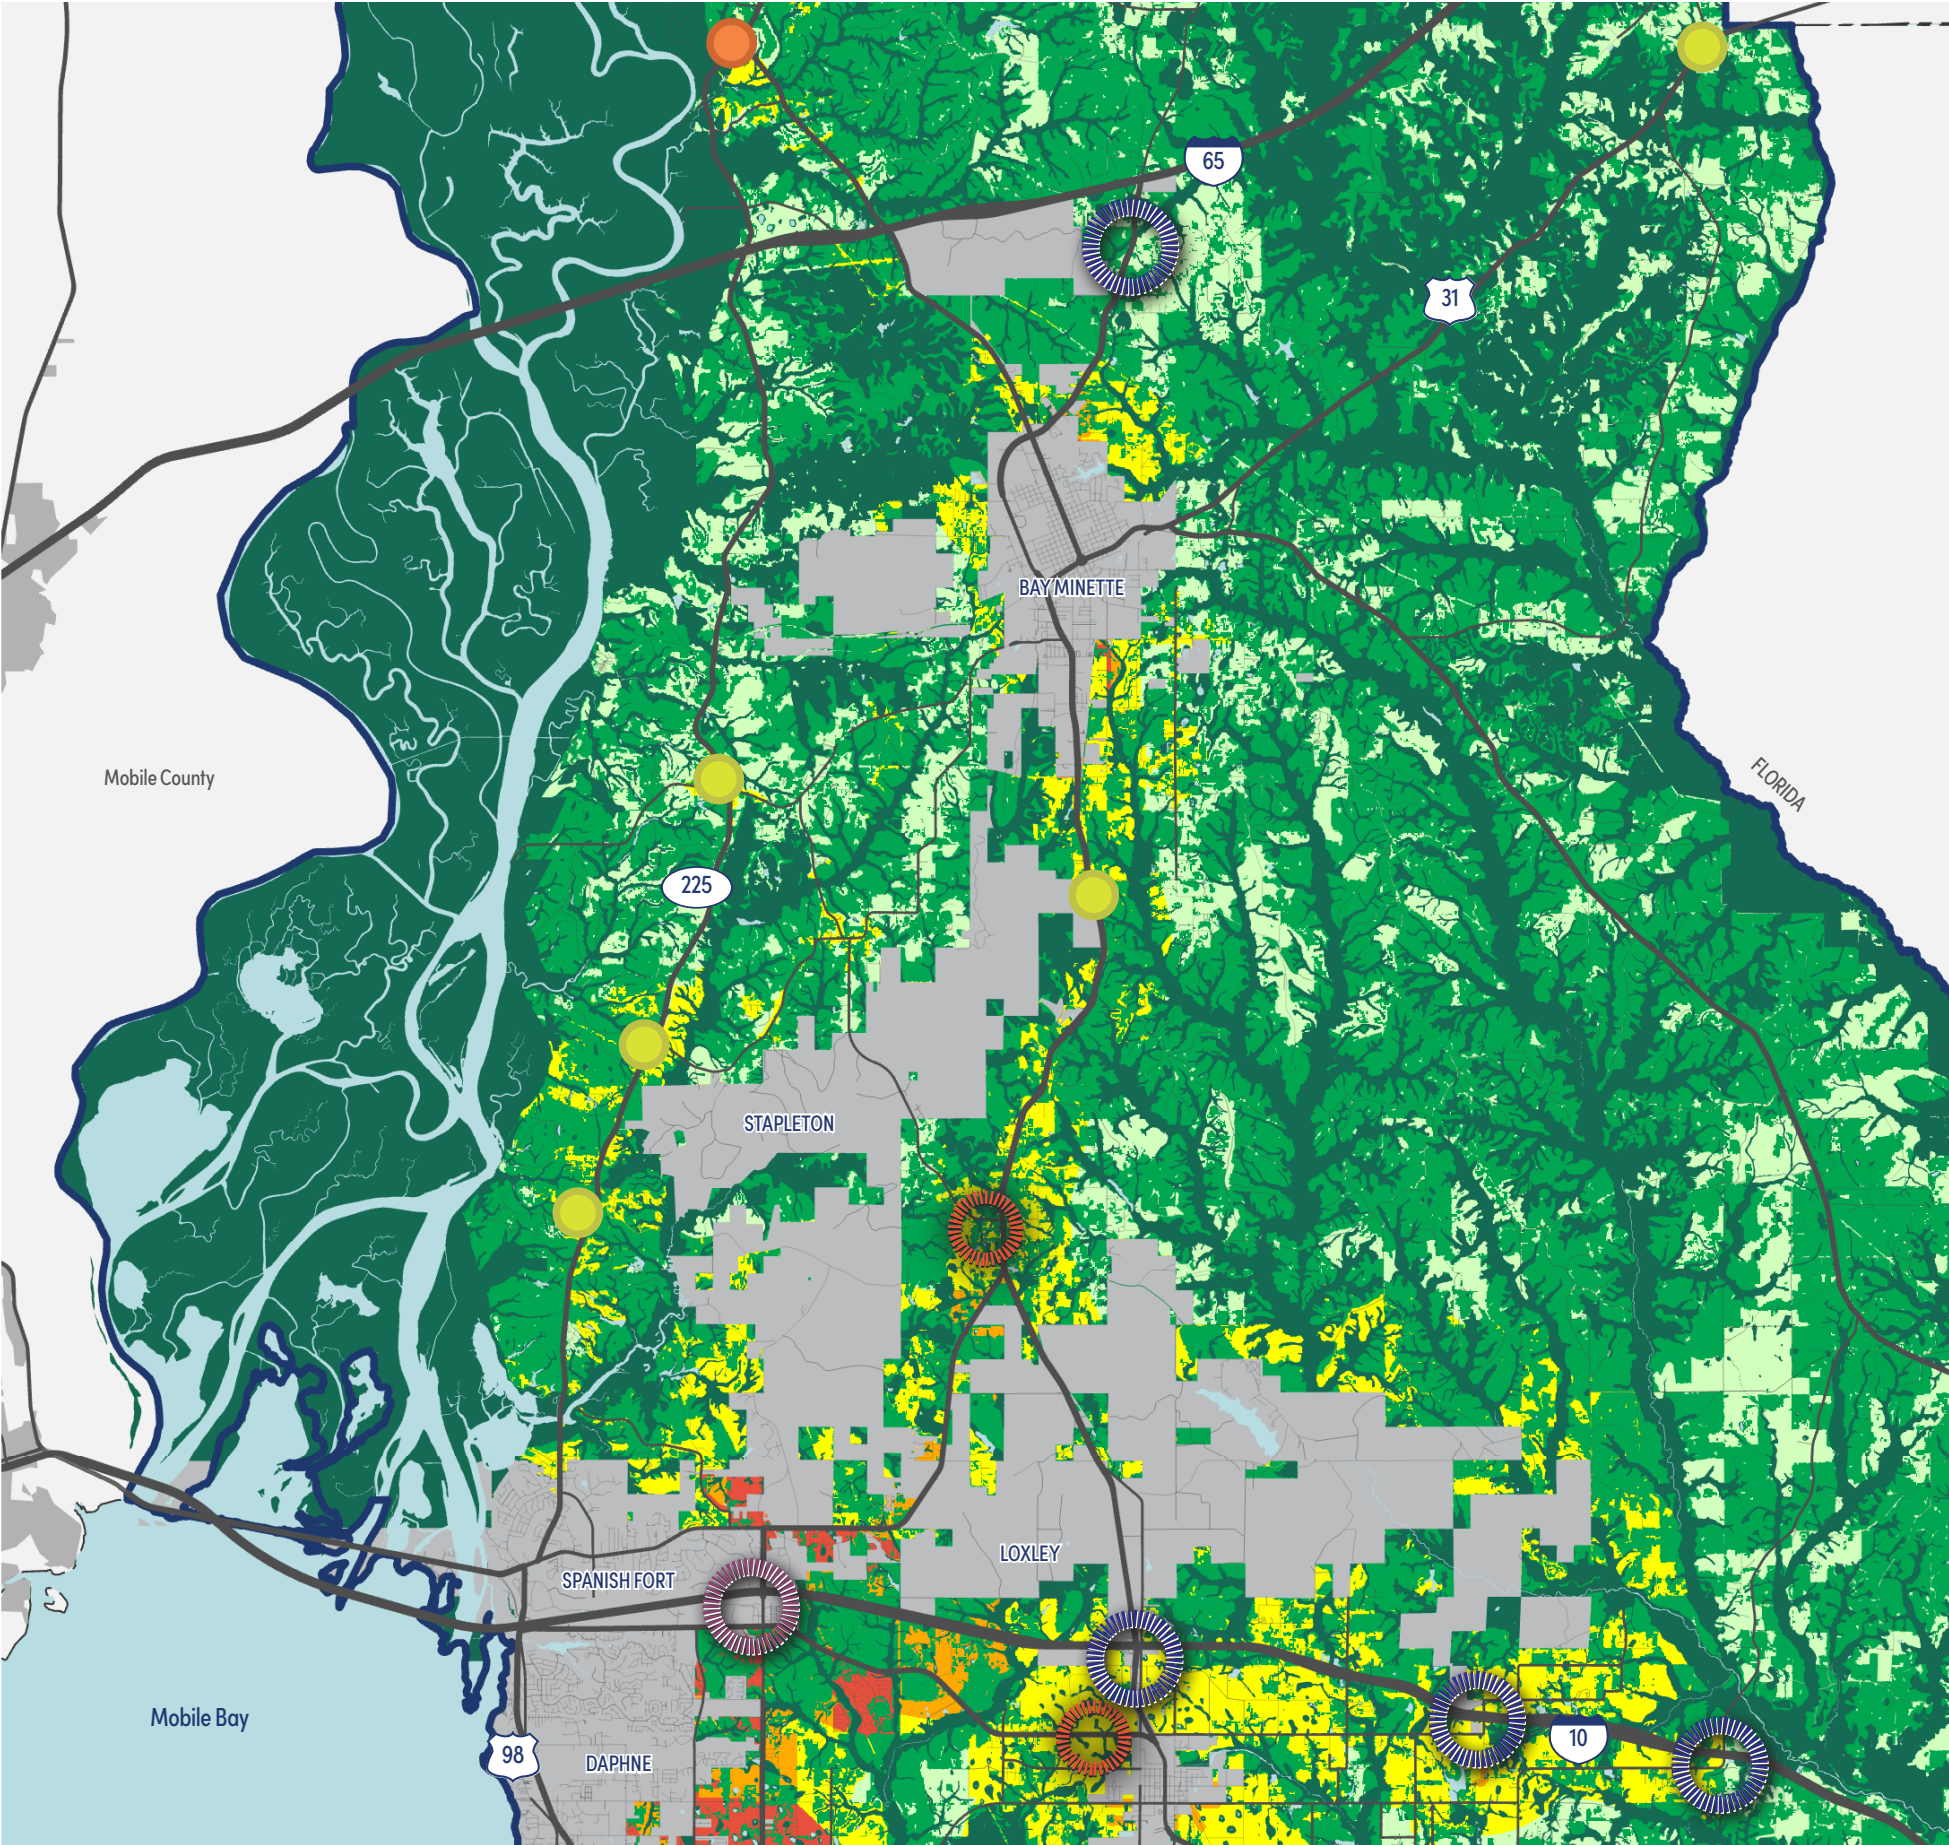 65
31
BAY MINETTE
Mobile County
FLORIDA
225
STAPLETON
LOXLEY
SPANISH FORT
Mobile Bay
10
98
DAPHNE